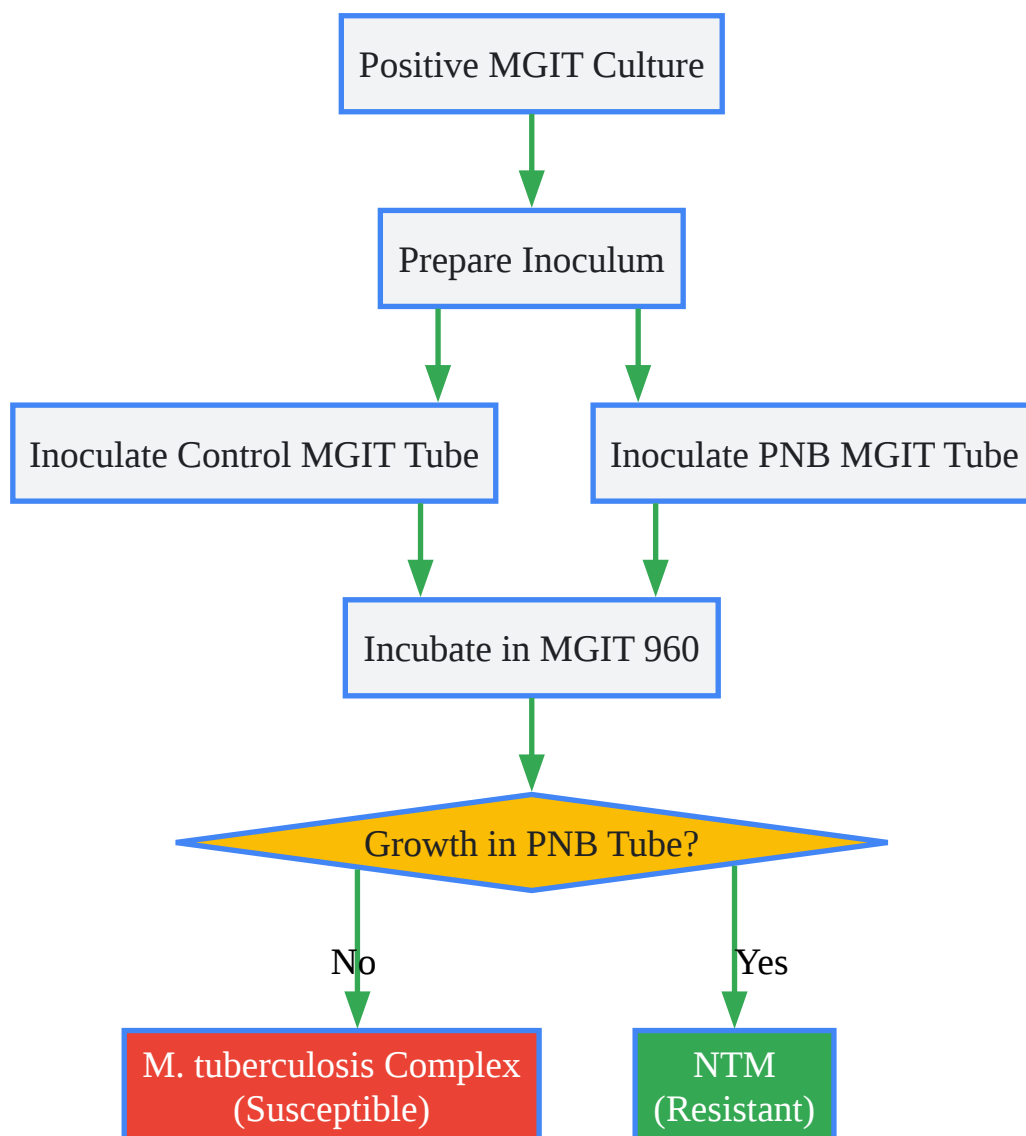 Positive MGIT Culture
Prepare Inoculum
Inoculate Control MGIT Tube
Inoculate PNB MGIT Tube
Incubate in MGIT 960
Growth in PNB Tube?
No
Yes
M. tuberculosis Complex
(Susceptible)
NTM
(Resistant)